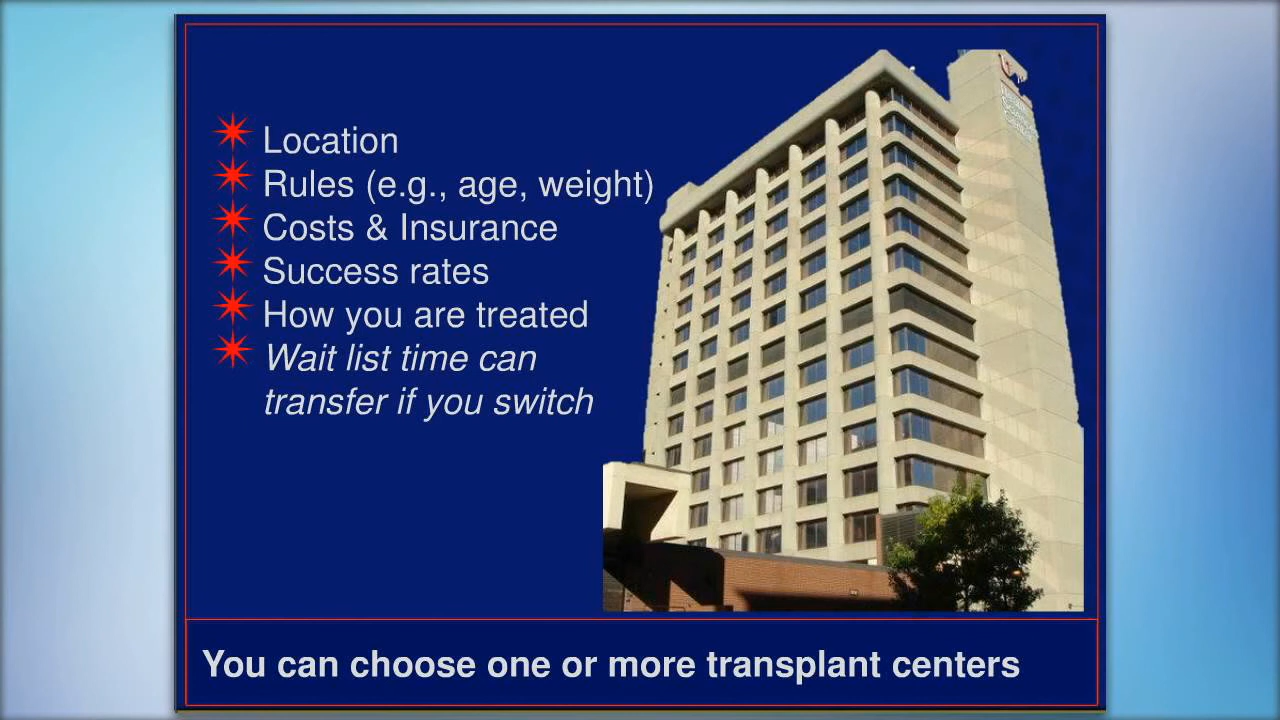 Location
Rules (e.g., age, weight)
Costs & Insurance
Success rates
How you are treated
Wait list time can
transfer if you switch
You can choose one or more transplant centers